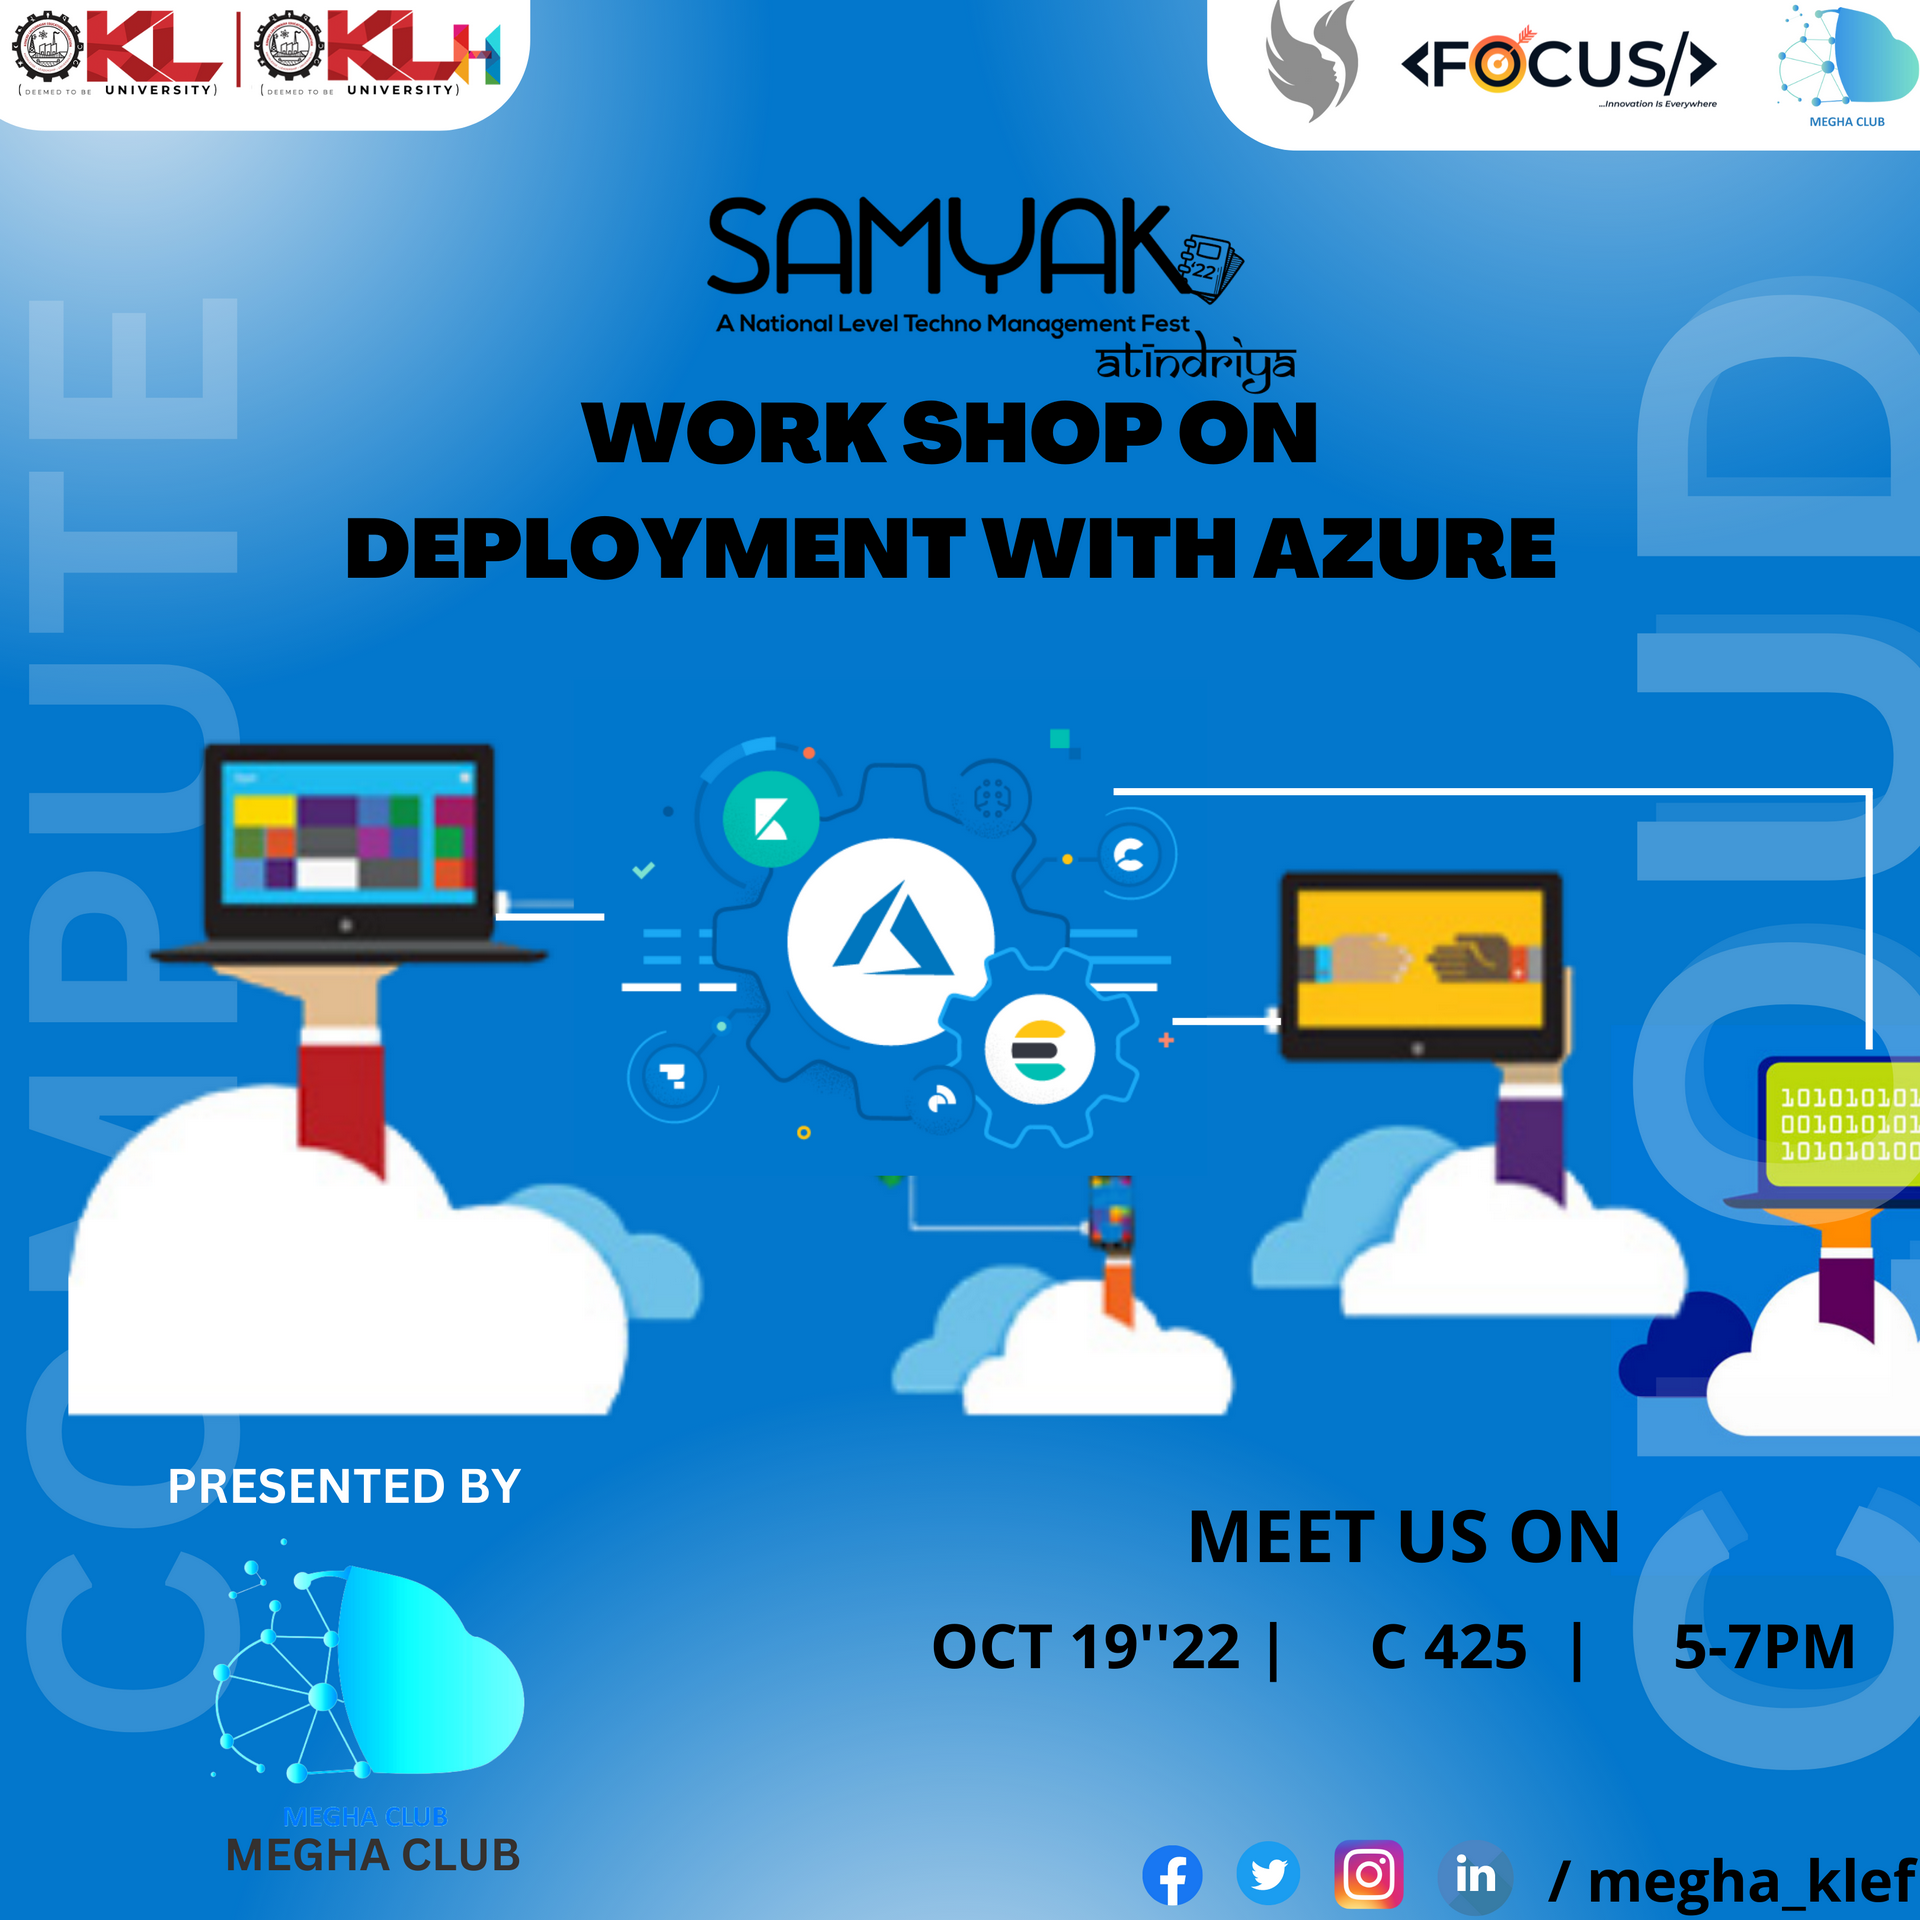 KL | KLH
(DEEMED TO BE UNIVERSITY) (DEEMED TO BE UNIVERSITY)
<FOCUS/>
...Innovation Is Everywhere
MEGHA CLUB
SAMYAK '22
A National Level Techno Management Fest
atindriya
WORK SHOP ON
DEPLOYMENT WITH AZURE
COMPUTE
CLOUD
101010101
001010101
101010100
PRESENTED BY
MEGHA CLUB
MEGHA CLUB
MEET US ON
OCT 19''22 | C 425 | 5-7PM
/ megha_klef